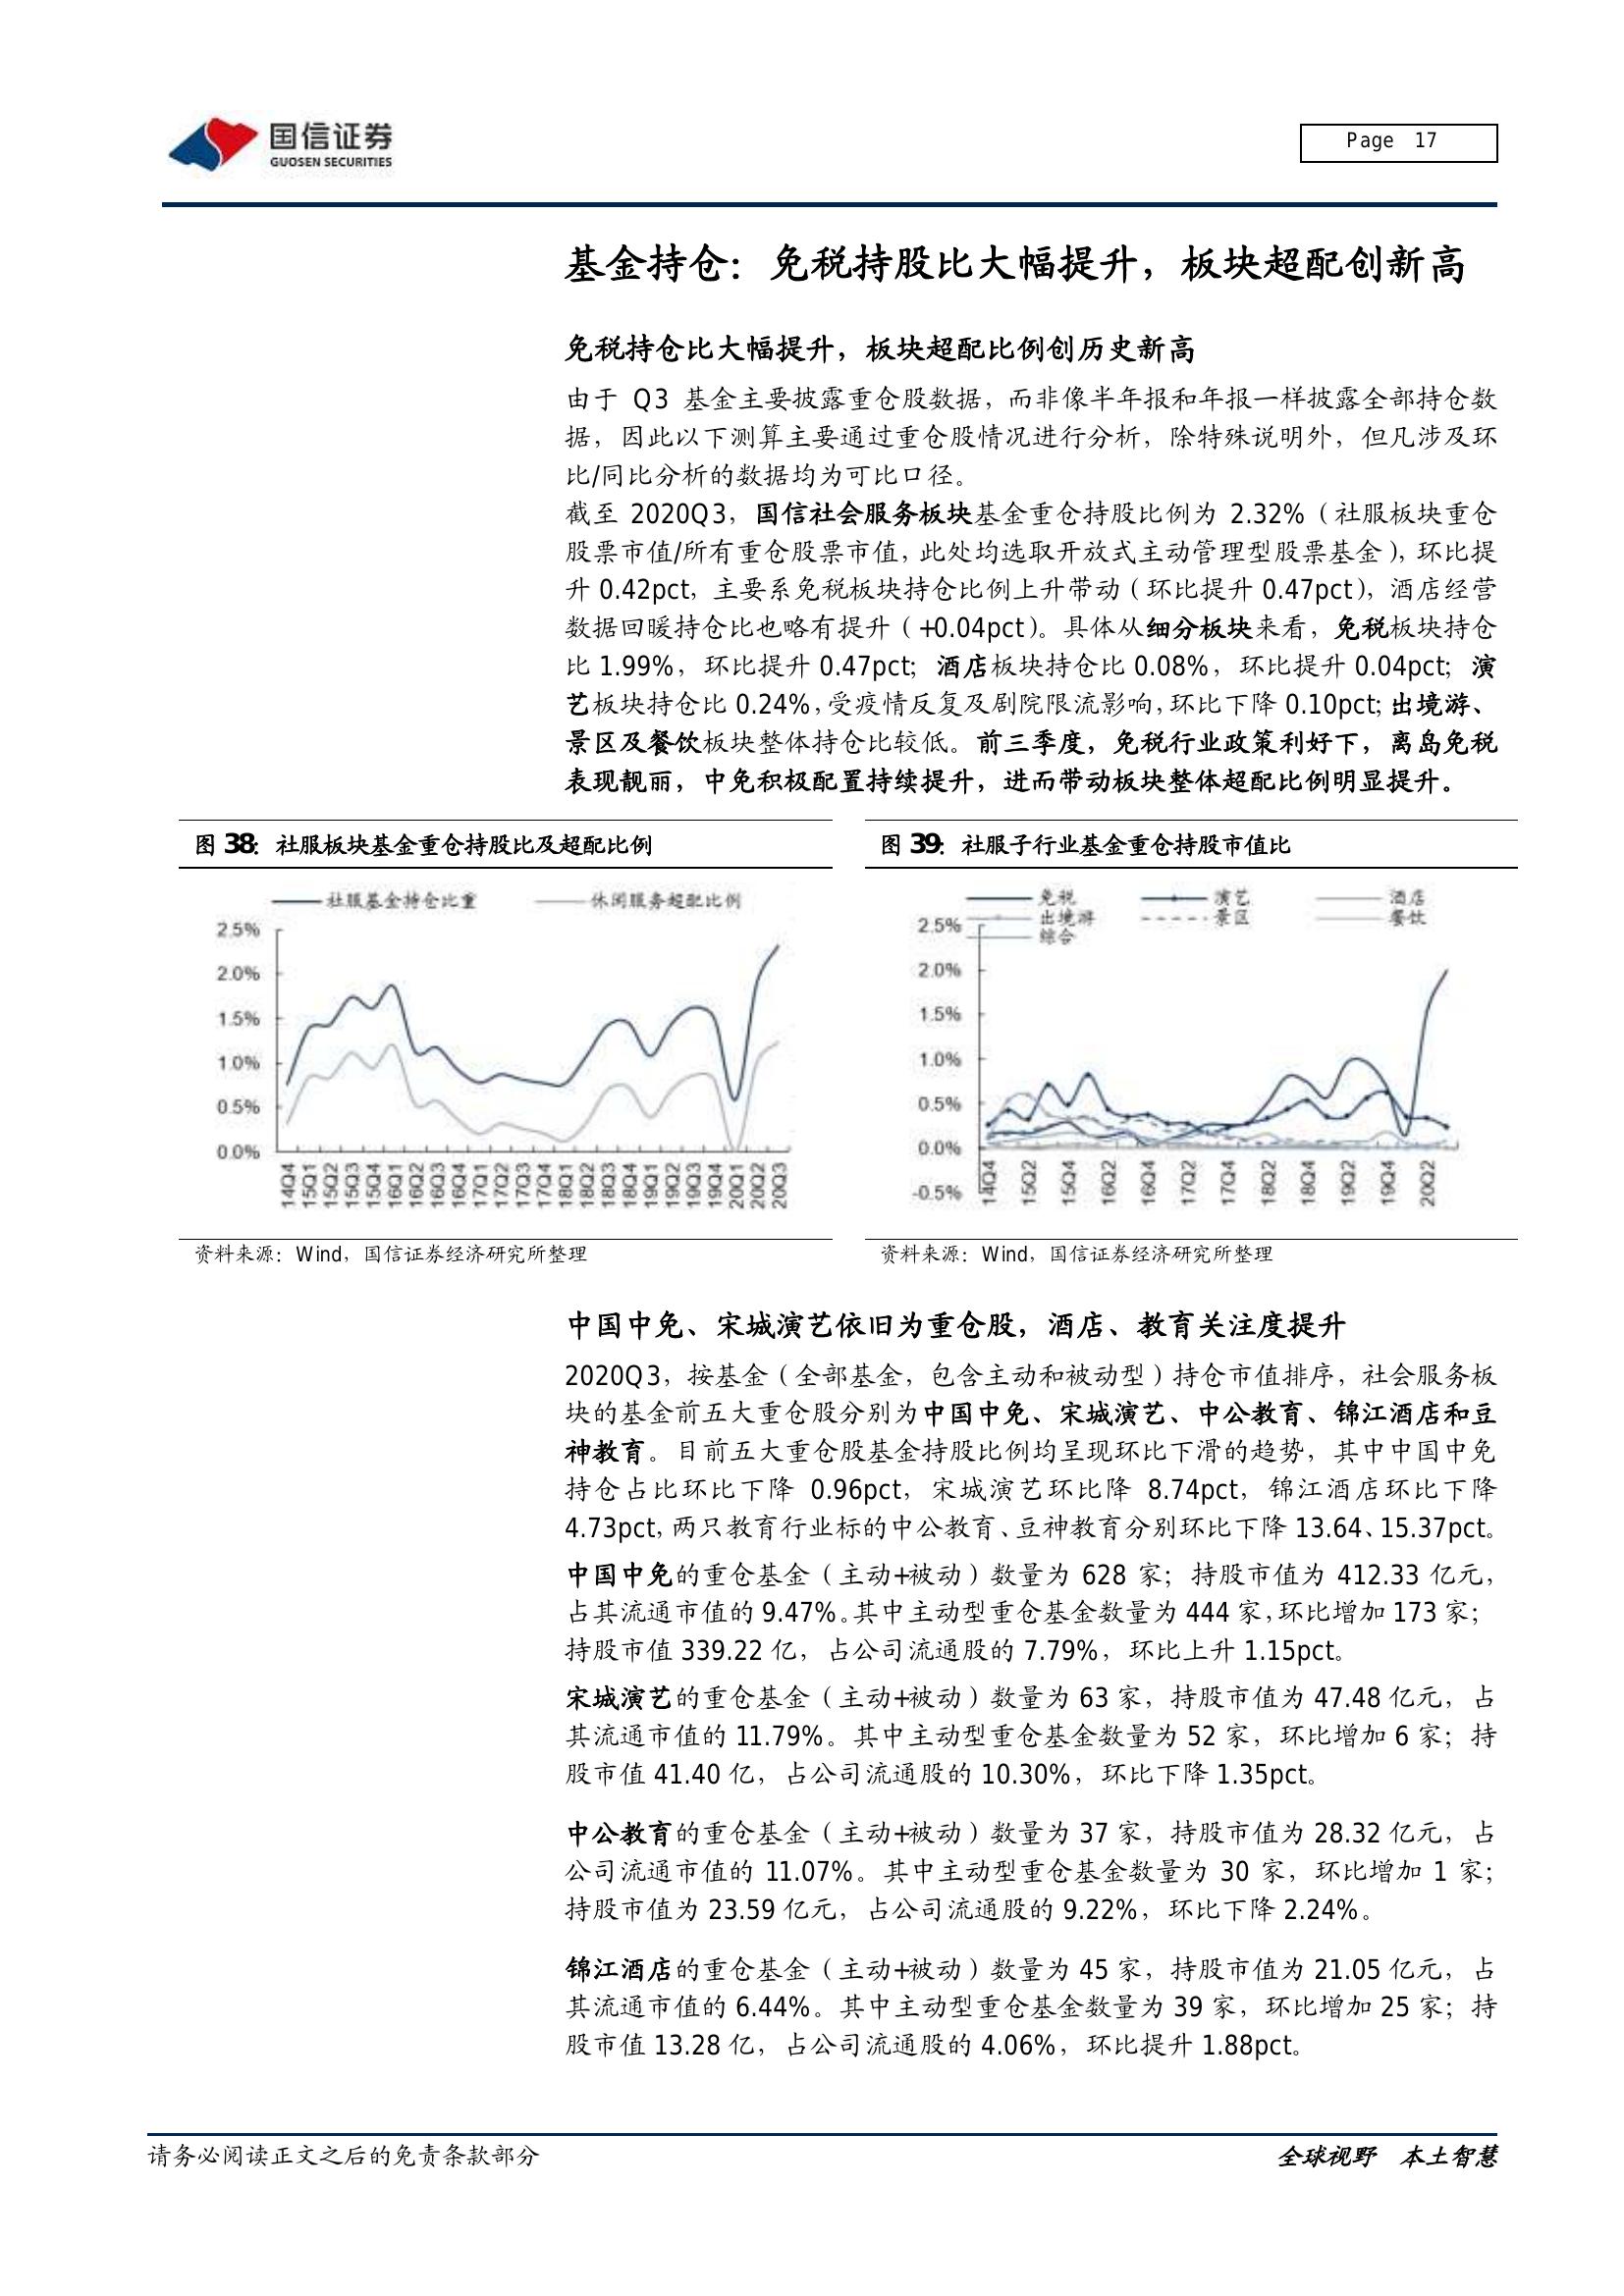 国信证券
GUOSEN SECURITIES
Page 17
基金持仓：免税持股比大幅提升，板块超配创新高
免税持仓比大幅提升，板块超配比例创历史新高
由于 Q3 基金主要披露重仓股数据，而非像半年报和年报一样披露全部持仓数
据，因此以下测算主要通过重仓股情况进行分析，除特殊说明外，但凡涉及环
比/同比分析的数据均为可比口径。
截至 2020Q3，国信社会服务板块基金重仓持股比例为 2.32%（社服板块重仓
股票市值/所有重仓股票市值，此处均选取开放式主动管理型股票基金），环比提
升 0.42pct，主要系免税板块持仓比例上升带动（环比提升 0.47pct），酒店经营
数据回暖持仓比也略有提升（+0.04pct）。具体从细分板块来看，免税板块持仓
比 1.99%，环比提升 0.47pct；酒店板块持仓比 0.08%，环比提升 0.04pct；演
艺板块持仓比 0.24%，受疫情反复及剧院限流影响，环比下降 0.10pct；出境游、
景区及餐饮板块整体持仓比较低。前三季度，免税行业政策利好下，离岛免税
表现靓丽，中免积极配置持续提升，进而带动板块整体超配比例明显提升。
图 38：社服板块基金重仓持股比及超配比例
社服基金持仓比重 休闲服务超配比例
2.5%
2.0%
1.5%
1.0%
0.5%
0.0%
14Q4 15Q1 15Q2 15Q3 15Q4 16Q1 16Q2 16Q3 16Q4 17Q1 17Q2 17Q3 17Q4 18Q1 18Q2 18Q3 18Q4 19Q1 19Q2 19Q3 19Q4 20Q1 20Q2 20Q3
资料来源：Wind，国信证券经济研究所整理
图 39：社服子行业基金重仓持股市值比
免税 演艺 酒店
出境游 景区 餐饮
综合
2.5%
2.0%
1.5%
1.0%
0.5%
0.0%
-0.5%
14Q4 15Q2 15Q4 16Q2 16Q4 17Q2 17Q4 18Q2 18Q4 19Q2 19Q4 20Q2
资料来源：Wind，国信证券经济研究所整理
中国中免、宋城演艺依旧为重仓股，酒店、教育关注度提升
2020Q3，按基金（全部基金，包含主动和被动型）持仓市值排序，社会服务板
块的基金前五大重仓股分别为中国中免、宋城演艺、中公教育、锦江酒店和豆
神教育。目前五大重仓股基金持股比例均呈现环比下滑的趋势，其中中国中免
持仓占比环比下降 0.96pct，宋城演艺环比降 8.74pct，锦江酒店环比下降
4.73pct，两只教育行业标的中公教育、豆神教育分别环比下降 13.64、15.37pct。
中国中免的重仓基金（主动+被动）数量为 628 家；持股市值为 412.33 亿元，
占其流通市值的 9.47%。其中主动型重仓基金数量为 444 家，环比增加 173 家；
持股市值 339.22 亿，占公司流通股的 7.79%，环比上升 1.15pct。
宋城演艺的重仓基金（主动+被动）数量为 63 家，持股市值为 47.48 亿元，占
其流通市值的 11.79%。其中主动型重仓基金数量为 52 家，环比增加 6 家；持
股市值 41.40 亿，占公司流通股的 10.30%，环比下降 1.35pct。
中公教育的重仓基金（主动+被动）数量为 37 家，持股市值为 28.32 亿元，占
公司流通市值的 11.07%。其中主动型重仓基金数量为 30 家，环比增加 1 家；
持股市值为 23.59 亿元，占公司流通股的 9.22%，环比下降 2.24%。
锦江酒店的重仓基金（主动+被动）数量为 45 家，持股市值为 21.05 亿元，占
其流通市值的 6.44%。其中主动型重仓基金数量为 39 家，环比增加 25 家；持
股市值 13.28 亿，占公司流通股的 4.06%，环比提升 1.88pct。
请务必阅读正文之后的免责条款部分
全球视野 本土智慧